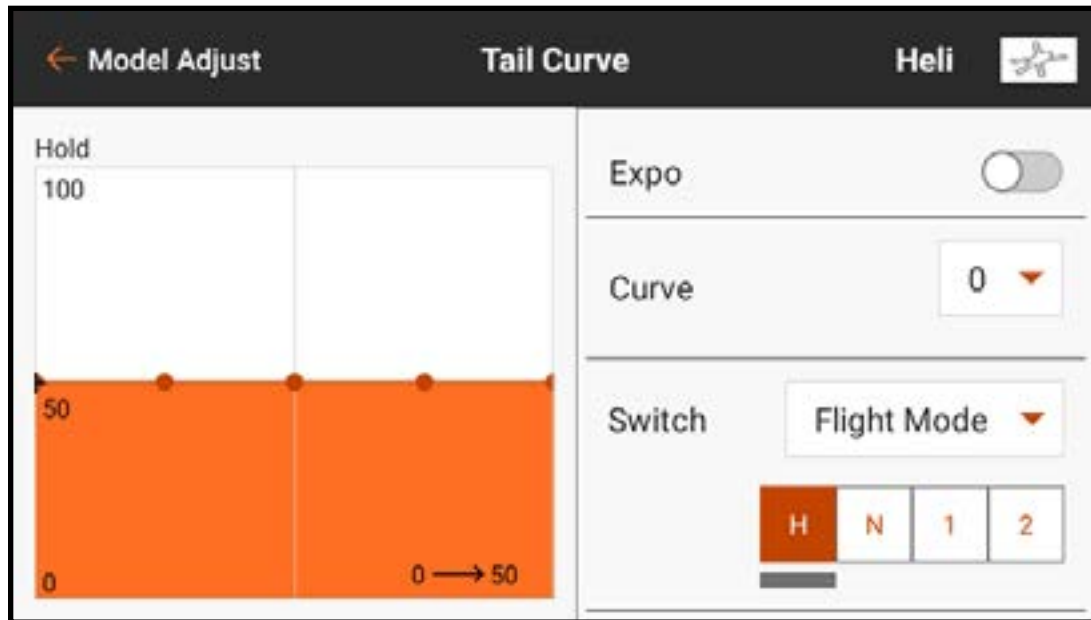 Model Adjust
Tail Curve
Heli
Hold
100
50
0
0 → 50
Expo
Curve
0
Switch
Flight Mode
H N 1 2